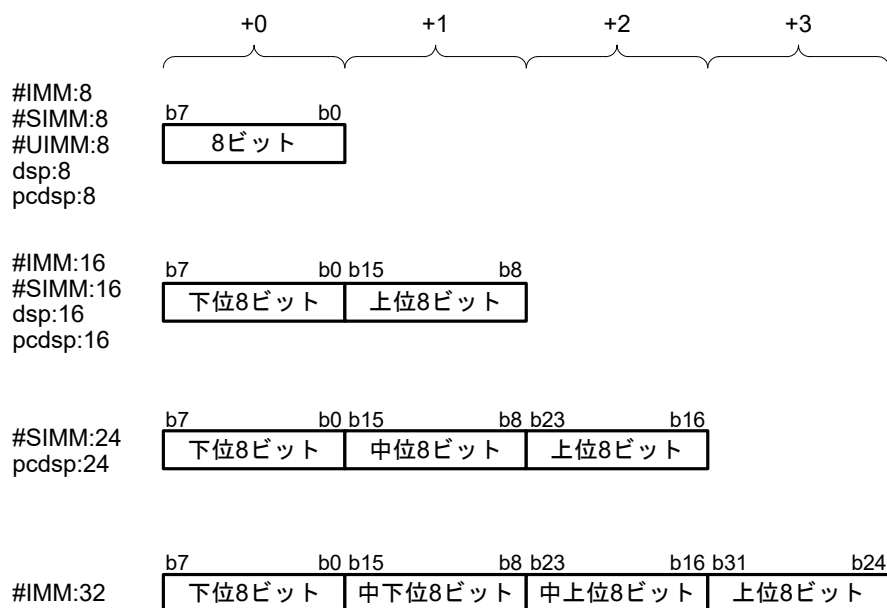 +0 +1 +2 +3
#IMM:8
#SIMM:8
#UIMM:8
dsp:8
pcdsp:8
b7 b0
8ビット
#IMM:16
#SIMM:16
dsp:16
pcdsp:16
b7 b0 b15 b8
下位8ビット 上位8ビット
#SIMM:24
pcdsp:24
b7 b0 b15 b8 b23 b16
下位8ビット 中位8ビット 上位8ビット
#IMM:32
b7 b0 b15 b8 b23 b16 b31 b24
下位8ビット 中下位8ビット 中上位8ビット 上位8ビット